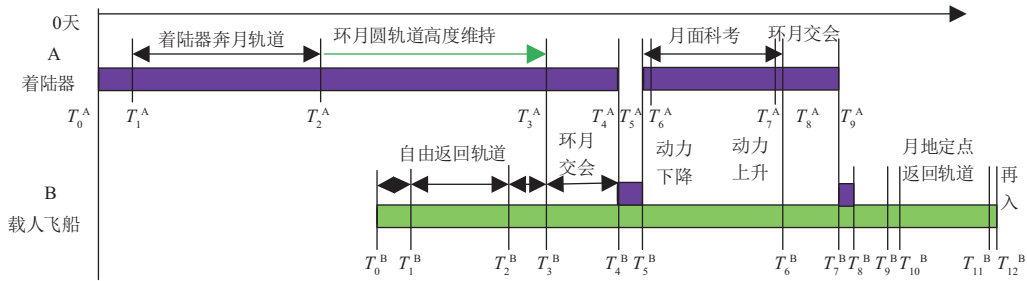 0天
着陆器奔月轨道
环月圆轨道高度维持
月面科考
环月交会
A
着陆器
T₀ᴬ T₁ᴬ T₂ᴬ T₃ᴬ T₄ᴬ T₅ᴬ T₆ᴬ T₇ᴬ T₈ᴬ T₉ᴬ
自由返回轨道
环月
交会
动力
下降
动力
上升
月地定点
返回轨道
再
入
B
载人飞船
T₀ᴮ T₁ᴮ T₂ᴮ T₃ᴮ T₄ᴮ T₅ᴮ T₆ᴮ T₇ᴮ T₈ᴮ T₉ᴮ T₁₀ᴮ T₁₁ᴮ T₁₂ᴮ